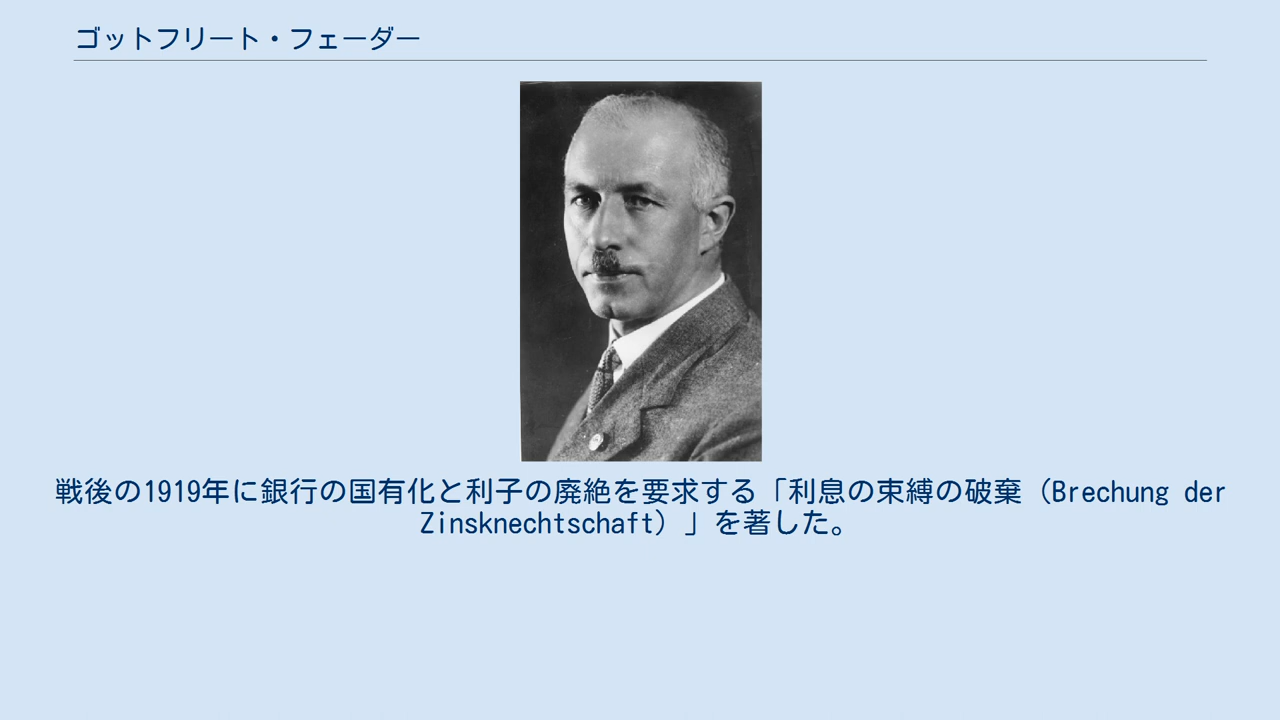 ゴットフリート・フェーダー
戦後の1919年に銀行の国有化と利子の廃絶を要求する「利息の束縛の破棄（Brechung der
Zinsknechtschaft）」を著した。